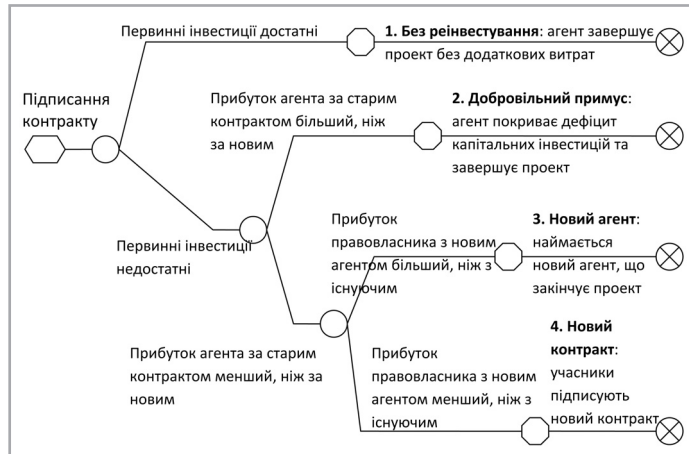 Первинні інвестиції достатні
1. Без реінвестування: агент завершує
проект без додаткових витрат
Підписання
контракту
Прибуток агента за старим
контрактом більший, ніж
за новим
2. Добровільний примус:
агент покриває дефіцит
капітальних інвестицій та
завершує проект
Первинні інвестиції
недостатні
Прибуток
правовласника з новим
агентом більший, ніж з
існуючим
3. Новий агент:
наймається
новий агент, що
закінчує проект
Прибуток агента за старим
контрактом менший, ніж за
новим
Прибуток
правовласника з новим
агентом менший, ніж з
існуючим
4. Новий
контракт:
учасники
підписують
новий контракт